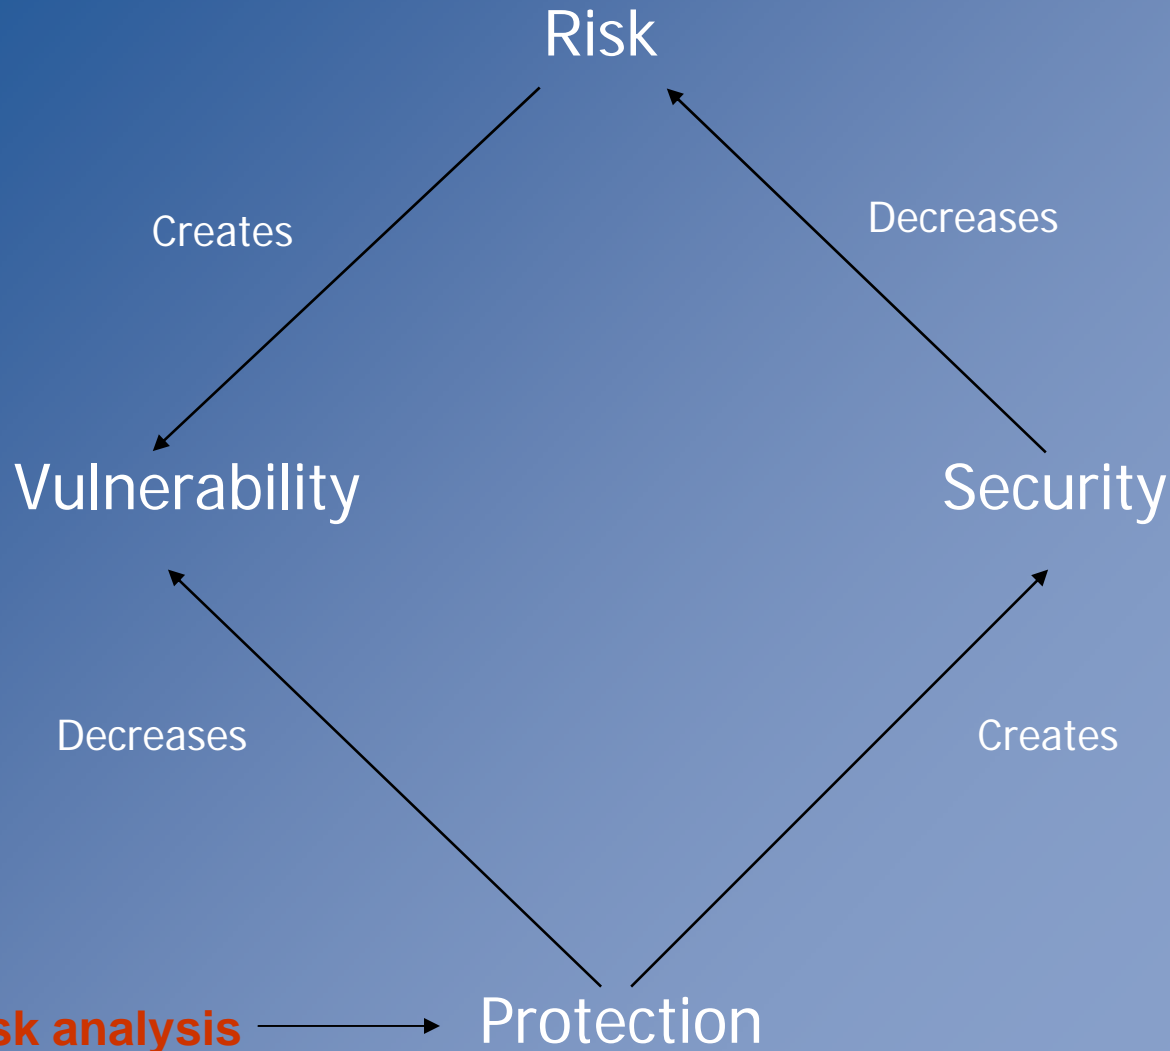 Risk
Creates
Decreases
Vulnerability
Security
Decreases
Creates
sk analysis
Protection